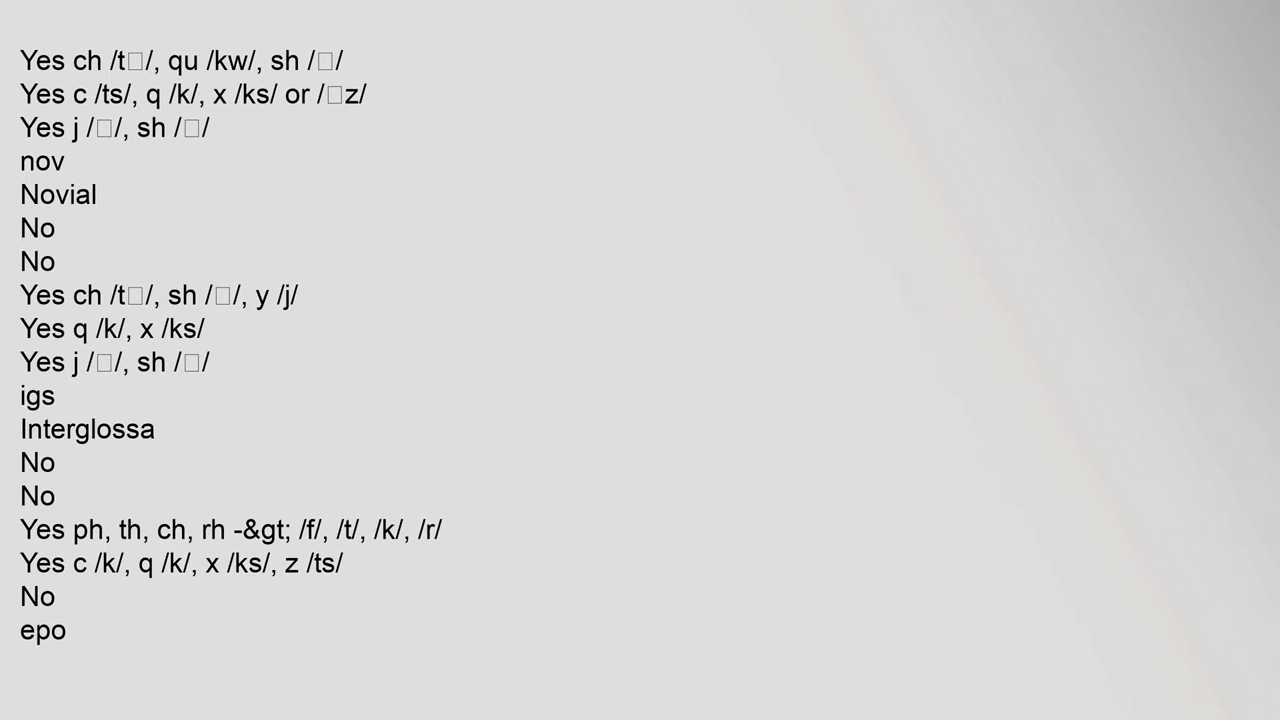 Yes ch /t□/, qu /kw/, sh /□/
Yes c /ts/, q /k/, x /ks/ or /□z/
Yes j /□/, sh /□/
nov
Novial
No
No
Yes ch /t□/, sh /□/, y /j/
Yes q /k/, x /ks/
Yes j /□/, sh /□/
igs
Interglossa
No
No
Yes ph, th, ch, rh -&gt; /f/, /t/, /k/, /r/
Yes c /k/, q /k/, x /ks/, z /ts/
No
epo